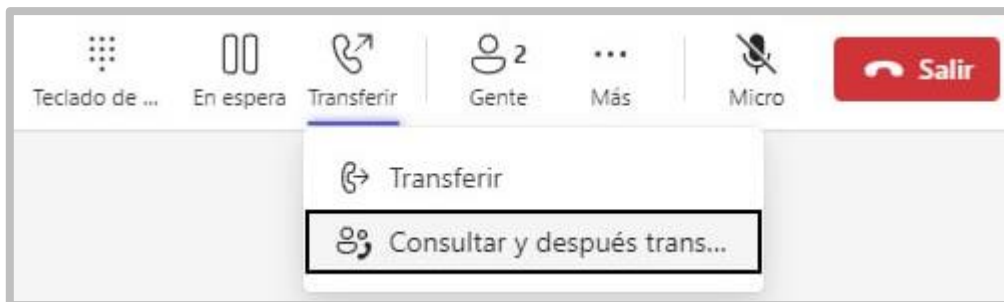 2
Teclado de ... En espera Transferir Gente Más Micro Salir
Transferir
Consultar y después trans...